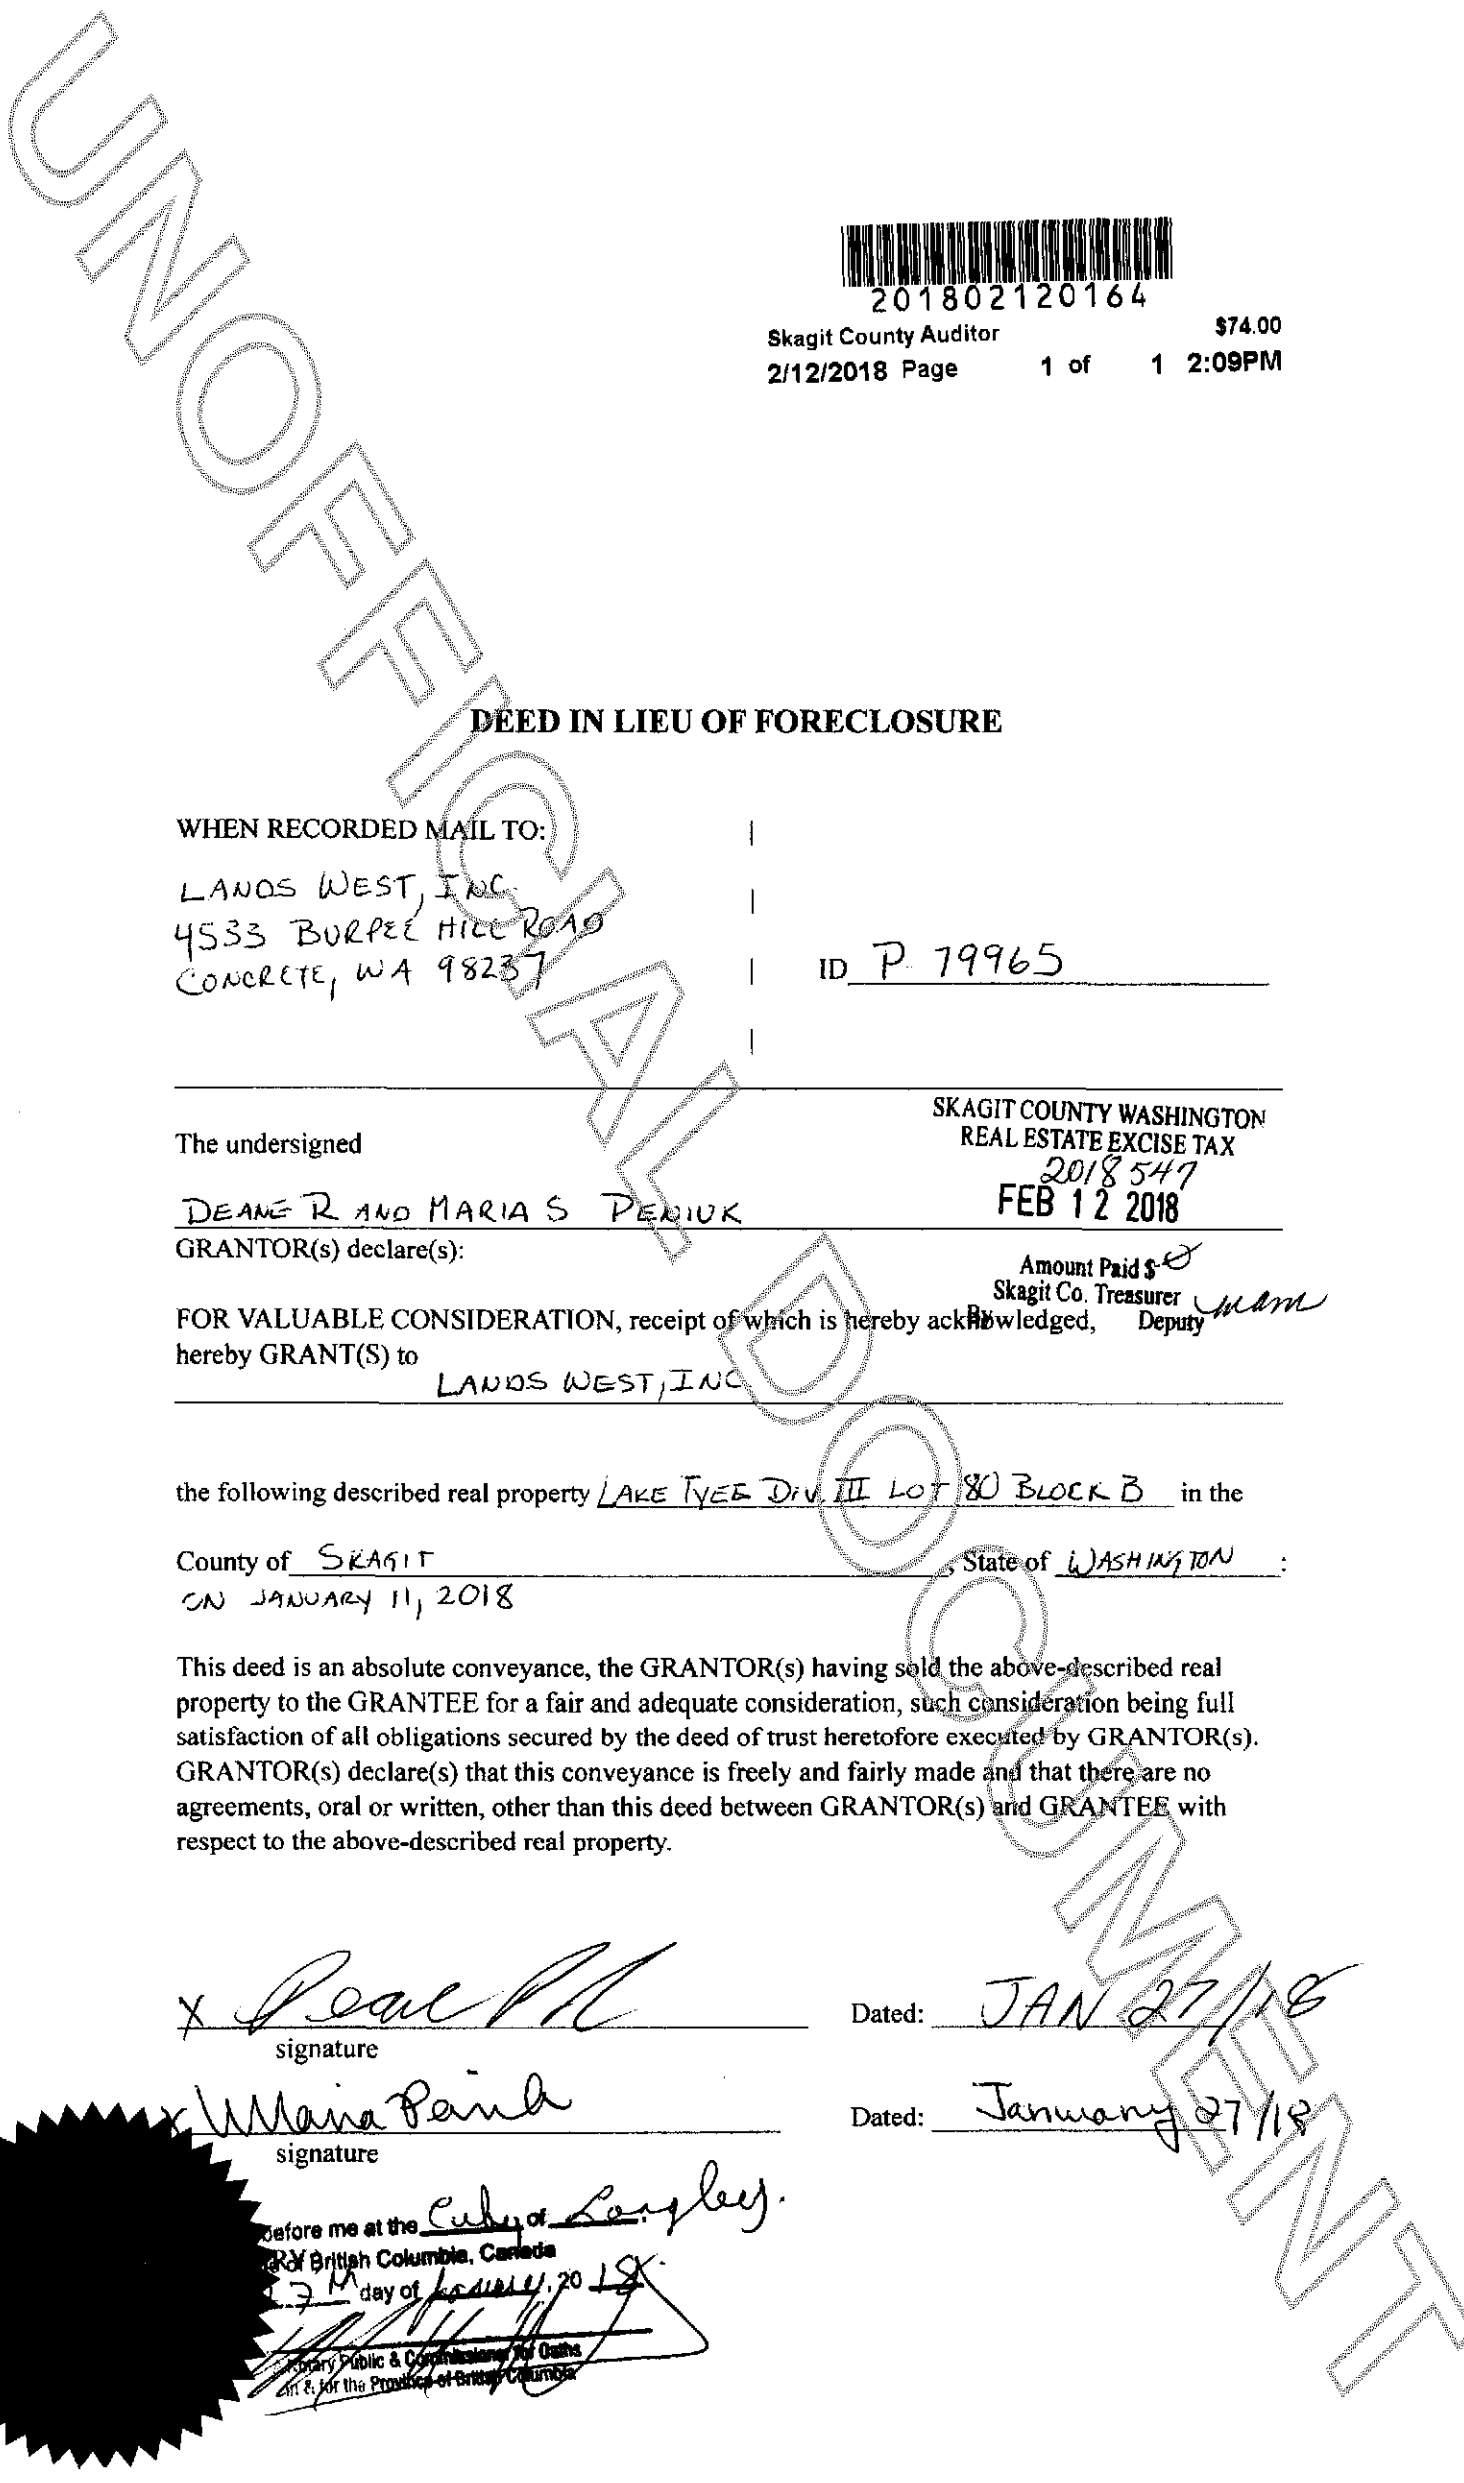 UNOFFICIAL DOCUMENT
201802120164
Skagit County Auditor $74.00
2/12/2018 Page 1 of 1 2:09PM
DEED IN LIEU OF FORECLOSURE
WHEN RECORDED MAIL TO:
LANDS WEST, INC.
4533 BURPEE HILL ROAD
CONCRETE, WA 98237
ID P 79965
SKAGIT COUNTY WASHINGTON
REAL ESTATE EXCISE TAX
2018 547
FEB 12 2018
The undersigned
DEANE R AND MARIA S PENIUK
GRANTOR(s) declare(s):
Amount Paid $ 0
Skagit Co. Treasurer
By Deputy
FOR VALUABLE CONSIDERATION, receipt of which is hereby acknowledged,
hereby GRANT(S) to
LANDS WEST, INC.
the following described real property LAKE TYEE DIV. III LOT 80 BLOCK B in the
County of SKAGIT, State of WASHINGTON :
ON JANUARY 11, 2018
This deed is an absolute conveyance, the GRANTOR(s) having sold the above-described real
property to the GRANTEE for a fair and adequate consideration, such consideration being full
satisfaction of all obligations secured by the deed of trust heretofore executed by GRANTOR(s).
GRANTOR(s) declare(s) that this conveyance is freely and fairly made and that there are no
agreements, oral or written, other than this deed between GRANTOR(s) and GRANTEE with
respect to the above-described real property.
X Dated: JAN 27/18
signature
X Maria Dated: January 27/18
signature
before me at the City of Langley.
of British Columbia, Canada
7th day of January, 2018.
Notary Public & Commissioner for Oaths
in & for the Province of British Columbia